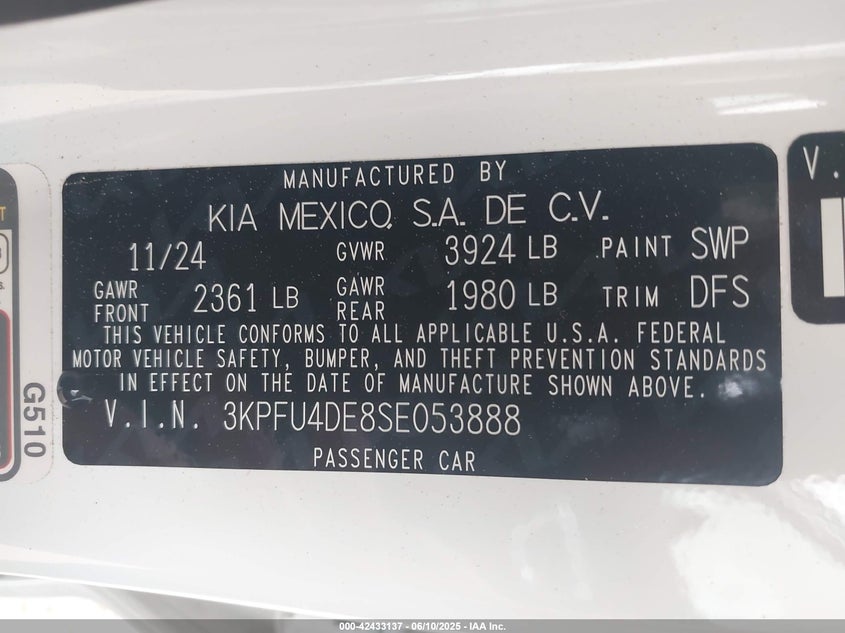 MANUFACTURED BY
KIA MEXICO, S.A. DE C.V.
11/24 GVWR 3924 LB PAINT SWP
GAWR FRONT 2361 LB GAWR REAR 1980 LB TRIM DFS
THIS VEHICLE CONFORMS TO ALL APPLICABLE U.S.A. FEDERAL
MOTOR VEHICLE SAFETY, BUMPER, AND THEFT PREVENTION STANDARDS
IN EFFECT ON THE DATE OF MANUFACTURE SHOWN ABOVE.
V.I.N. 3KPFU4DE8SE053888
PASSENGER CAR
G510
V.
000-42433137 - 06/10/2025 - IAA Inc.